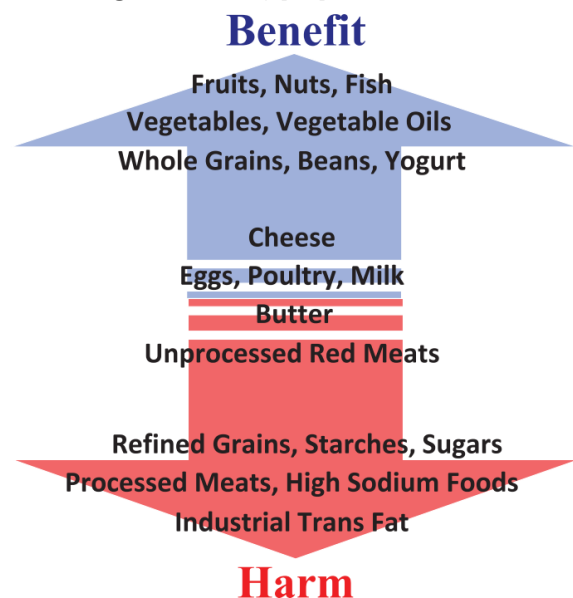 Benefit
Fruits, Nuts, Fish
Vegetables, Vegetable Oils
Whole Grains, Beans, Yogurt
Cheese
Eggs, Poultry, Milk
Butter
Unprocessed Red Meats
Refined Grains, Starches, Sugars
Processed Meats, High Sodium Foods
Industrial Trans Fat
Harm